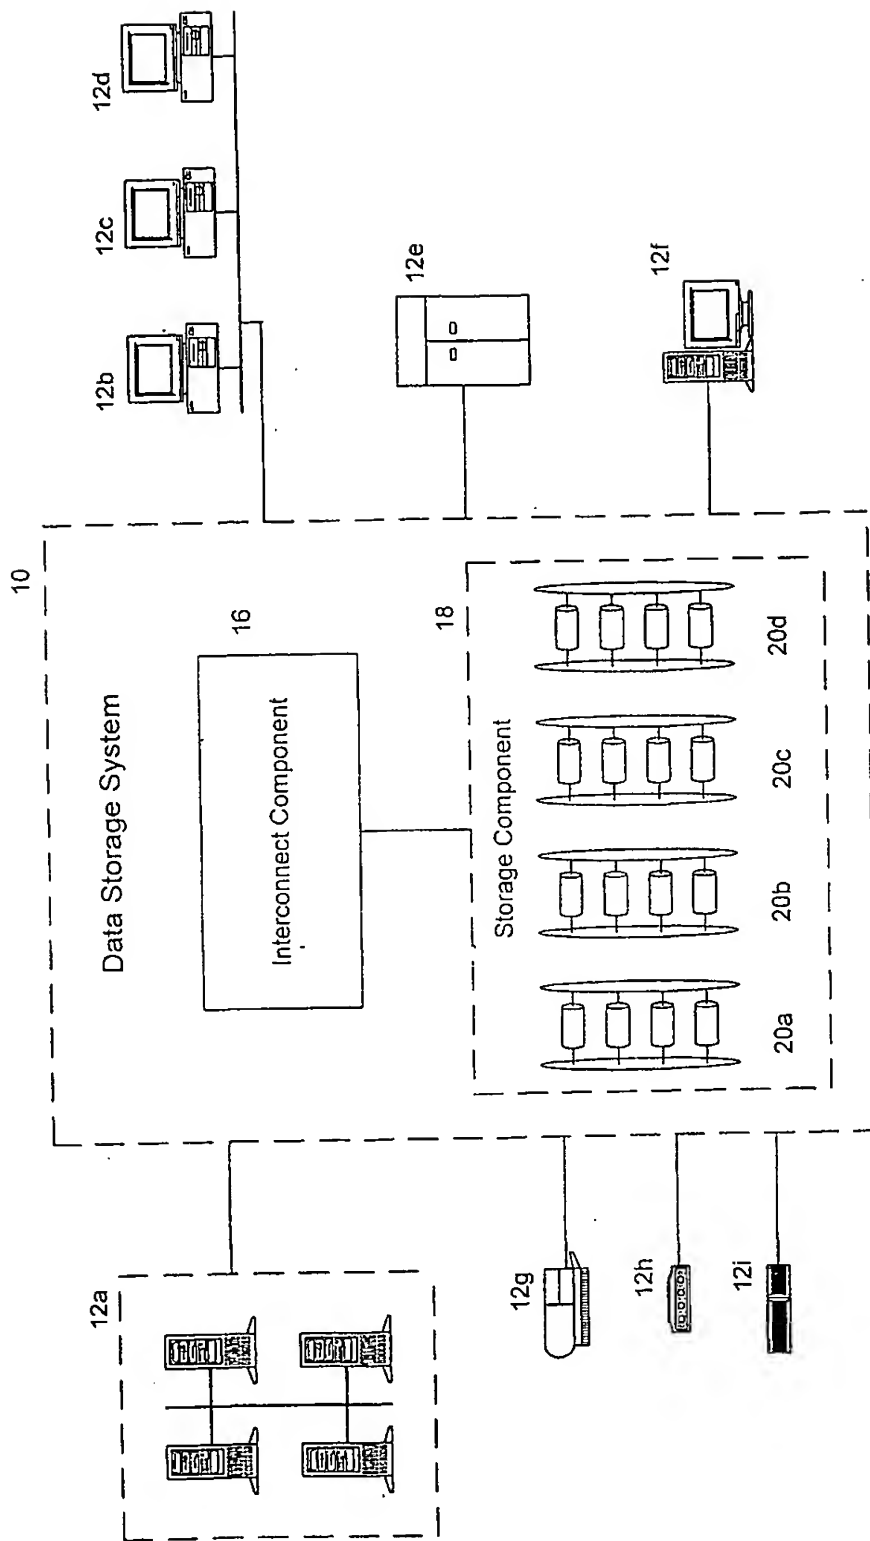 10
Data Storage System
16
Interconnect Component
18
Storage Component
20a
20b
20c
20d
12a
12b
12c
12d
12e
12f
12g
12h
12i